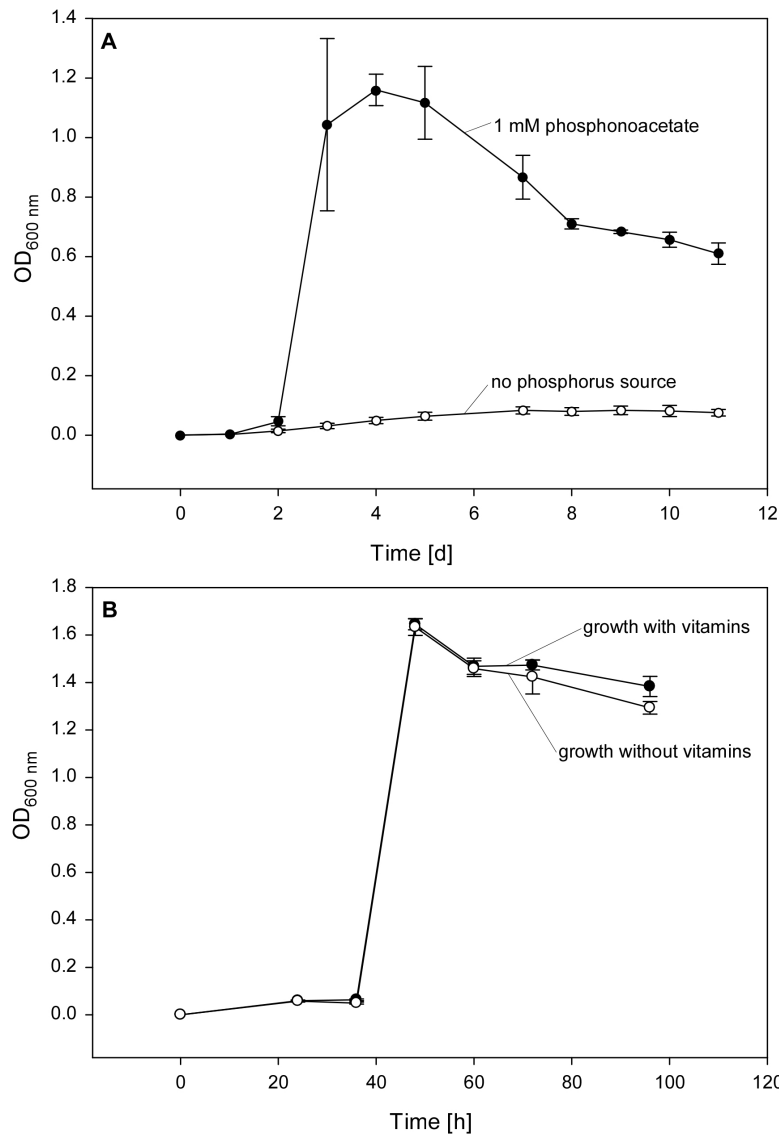 A
1.4
1.2
1.0
0.8
0.6
0.4
0.2
0.0
OD600 nm
1 mM phosphonoacetate
no phosphorus source
0 2 4 6 8 10 12
Time [d]
B
1.8
1.6
1.4
1.2
1.0
0.8
0.6
0.4
0.2
0.0
OD600 nm
growth with vitamins
growth without vitamins
0 20 40 60 80 100 120
Time [h]